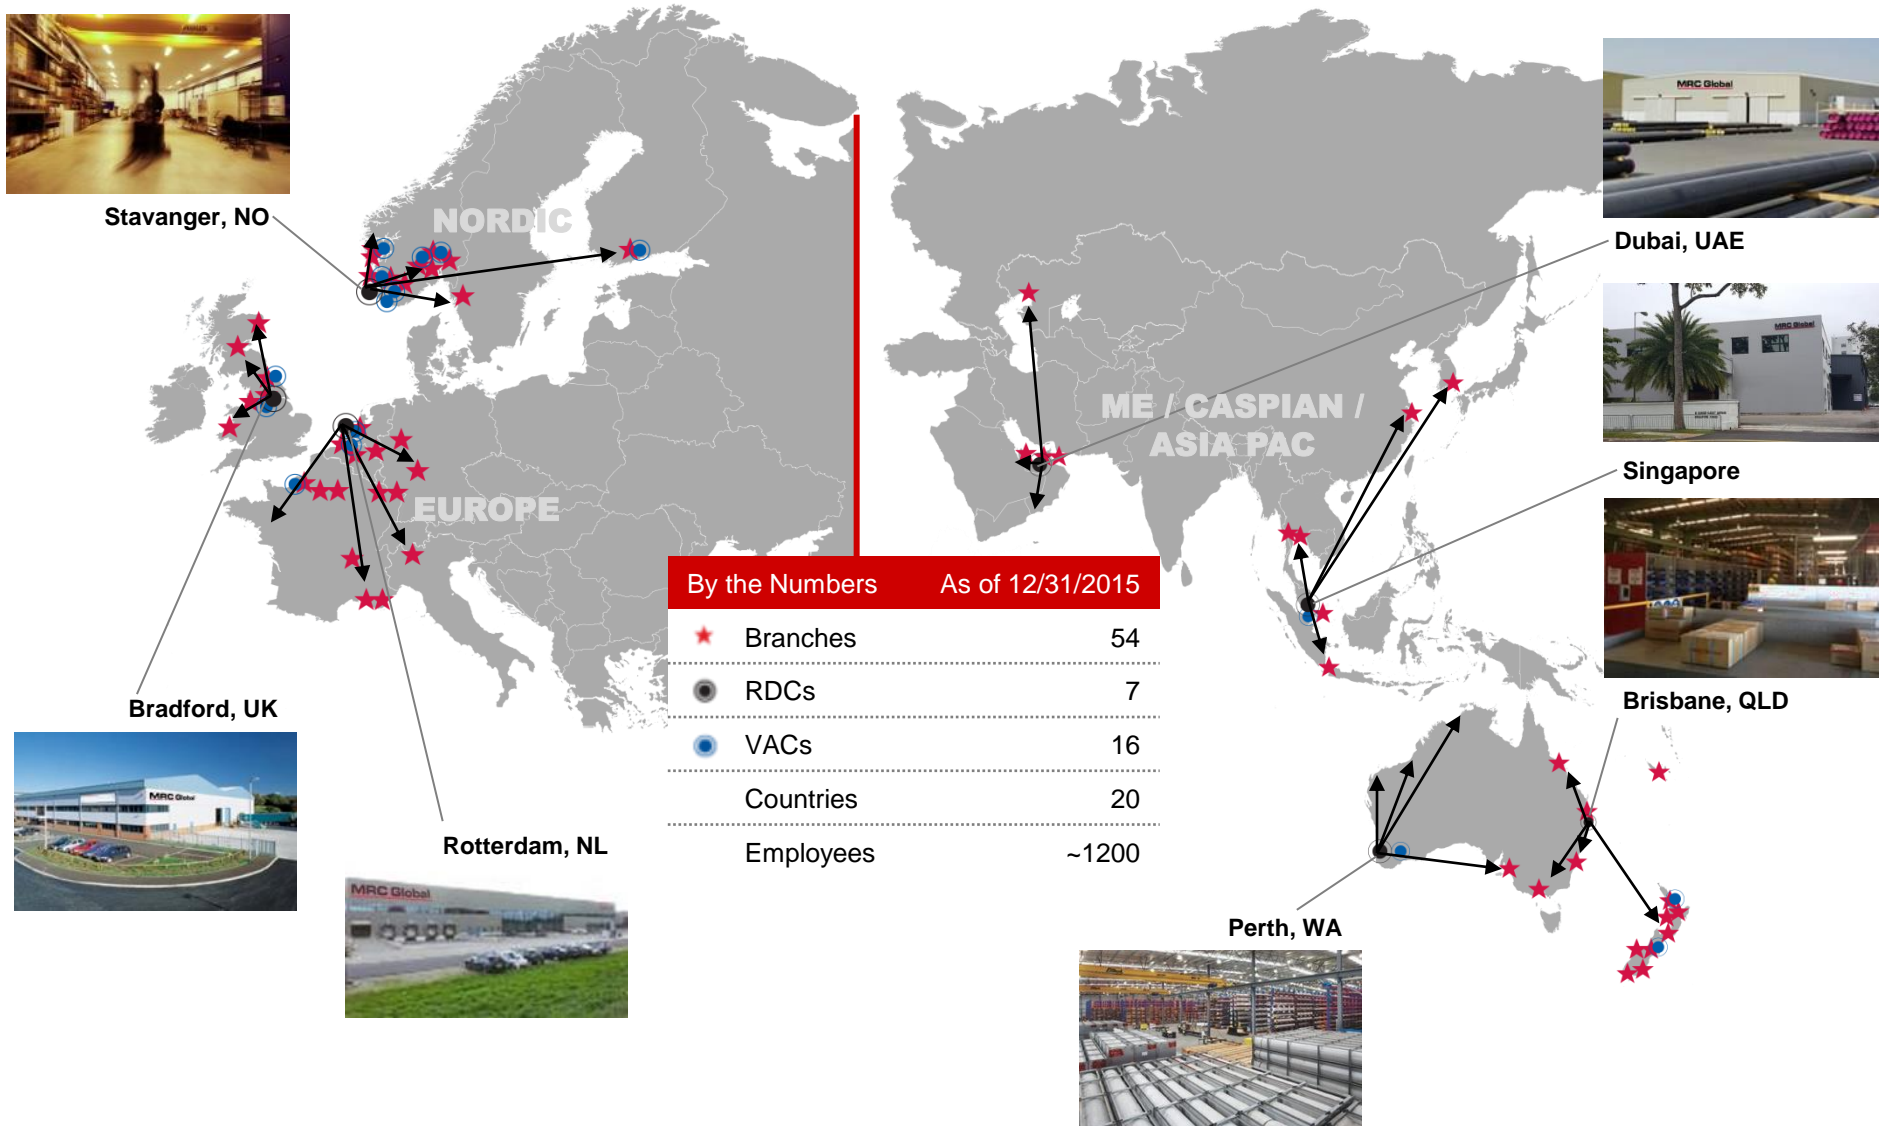 Stavanger, NO
NORDIC
MRC Global
Dubai, UAE
MRC Global
ME / CASPIAN /
ASIA PAC
Singapore
EUROPE
By the Numbers As of 12/31/2015
Branches 54
RDCs 7
VACs 16
Countries 20
Employees ~1200
Bradford, UK
MRC Global
Brisbane, QLD
Rotterdam, NL
MRC Global
Perth, WA